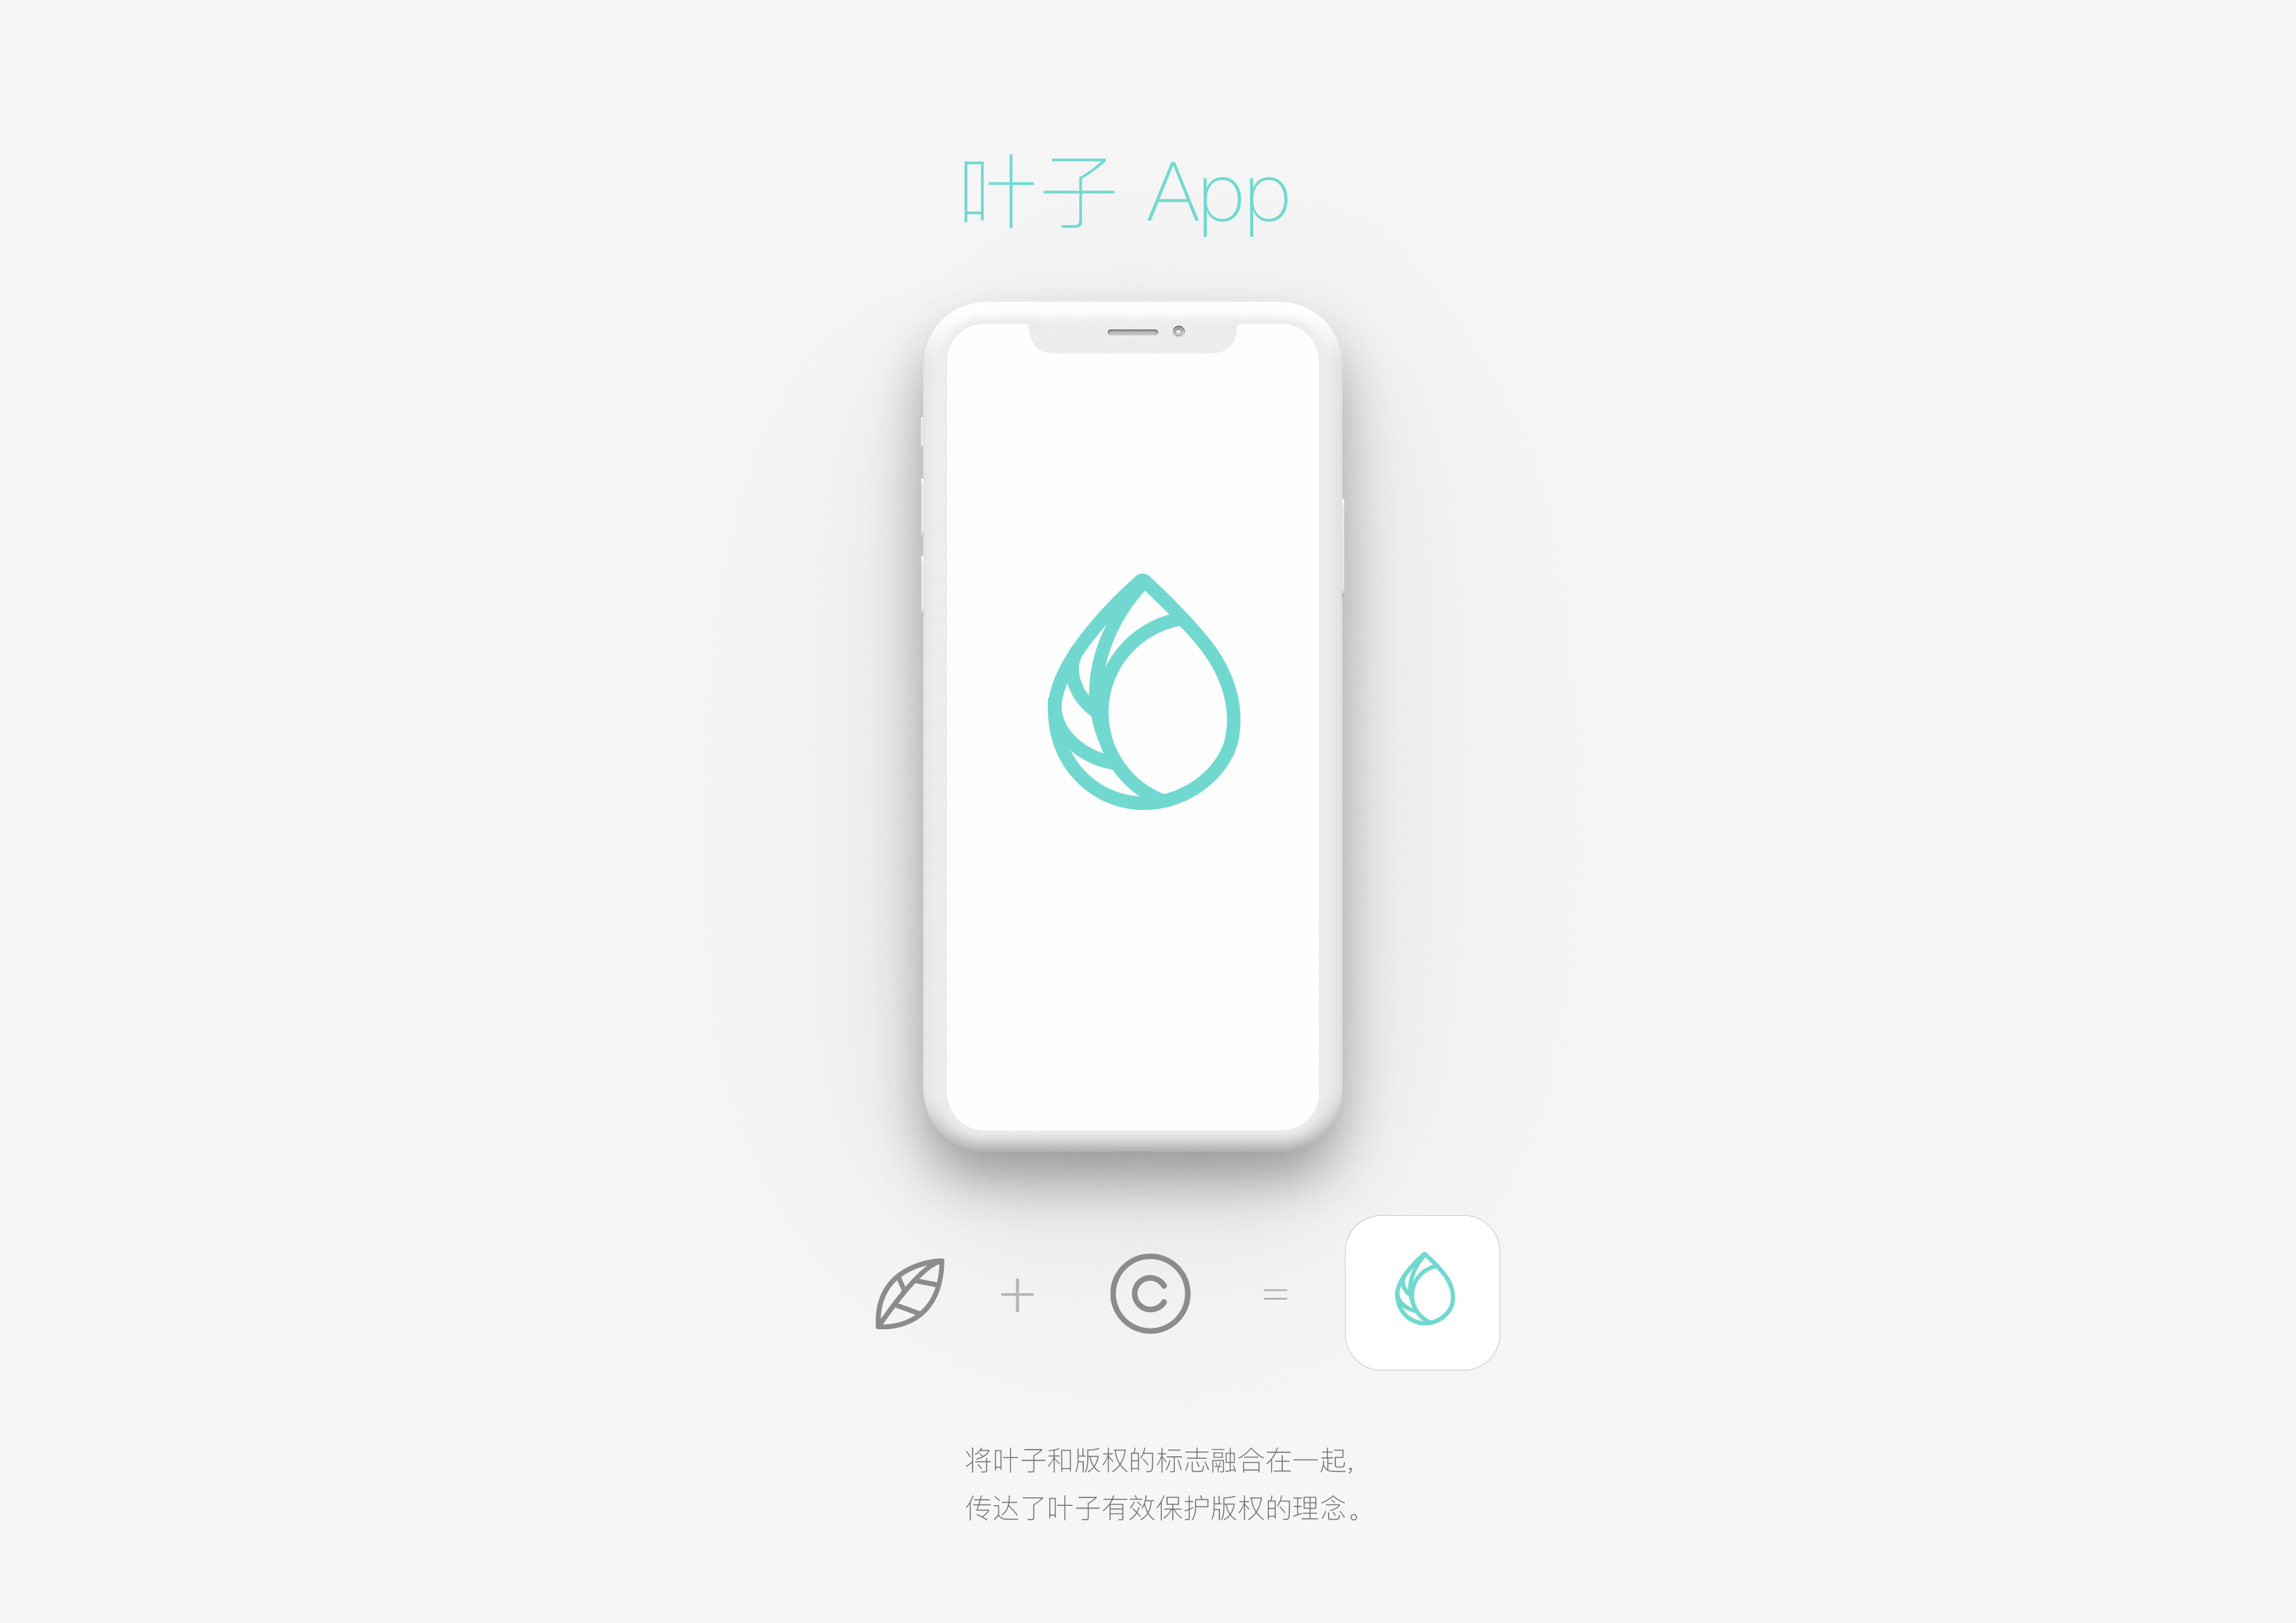 叶子 App
+ © =
将叶子和版权的标志融合在一起,
传达了叶子有效保护版权的理念。